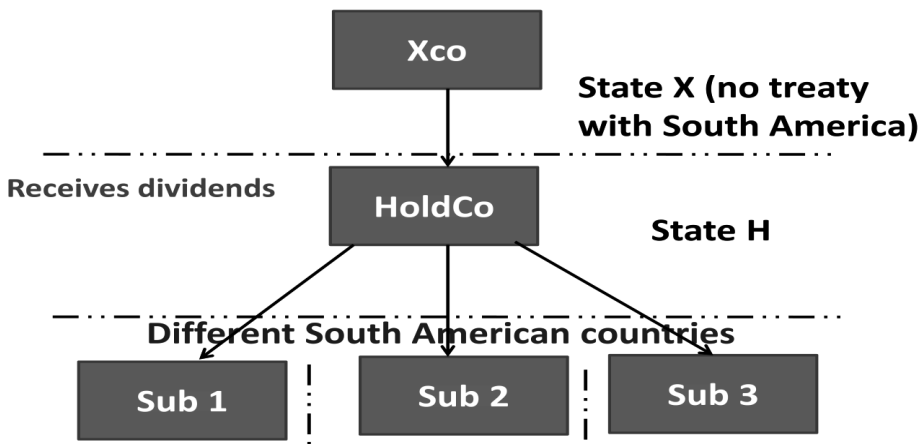 Xco
State X (no treaty
with South America)
Receives dividends
HoldCo
State H
Different South American countries
Sub 1
Sub 2
Sub 3